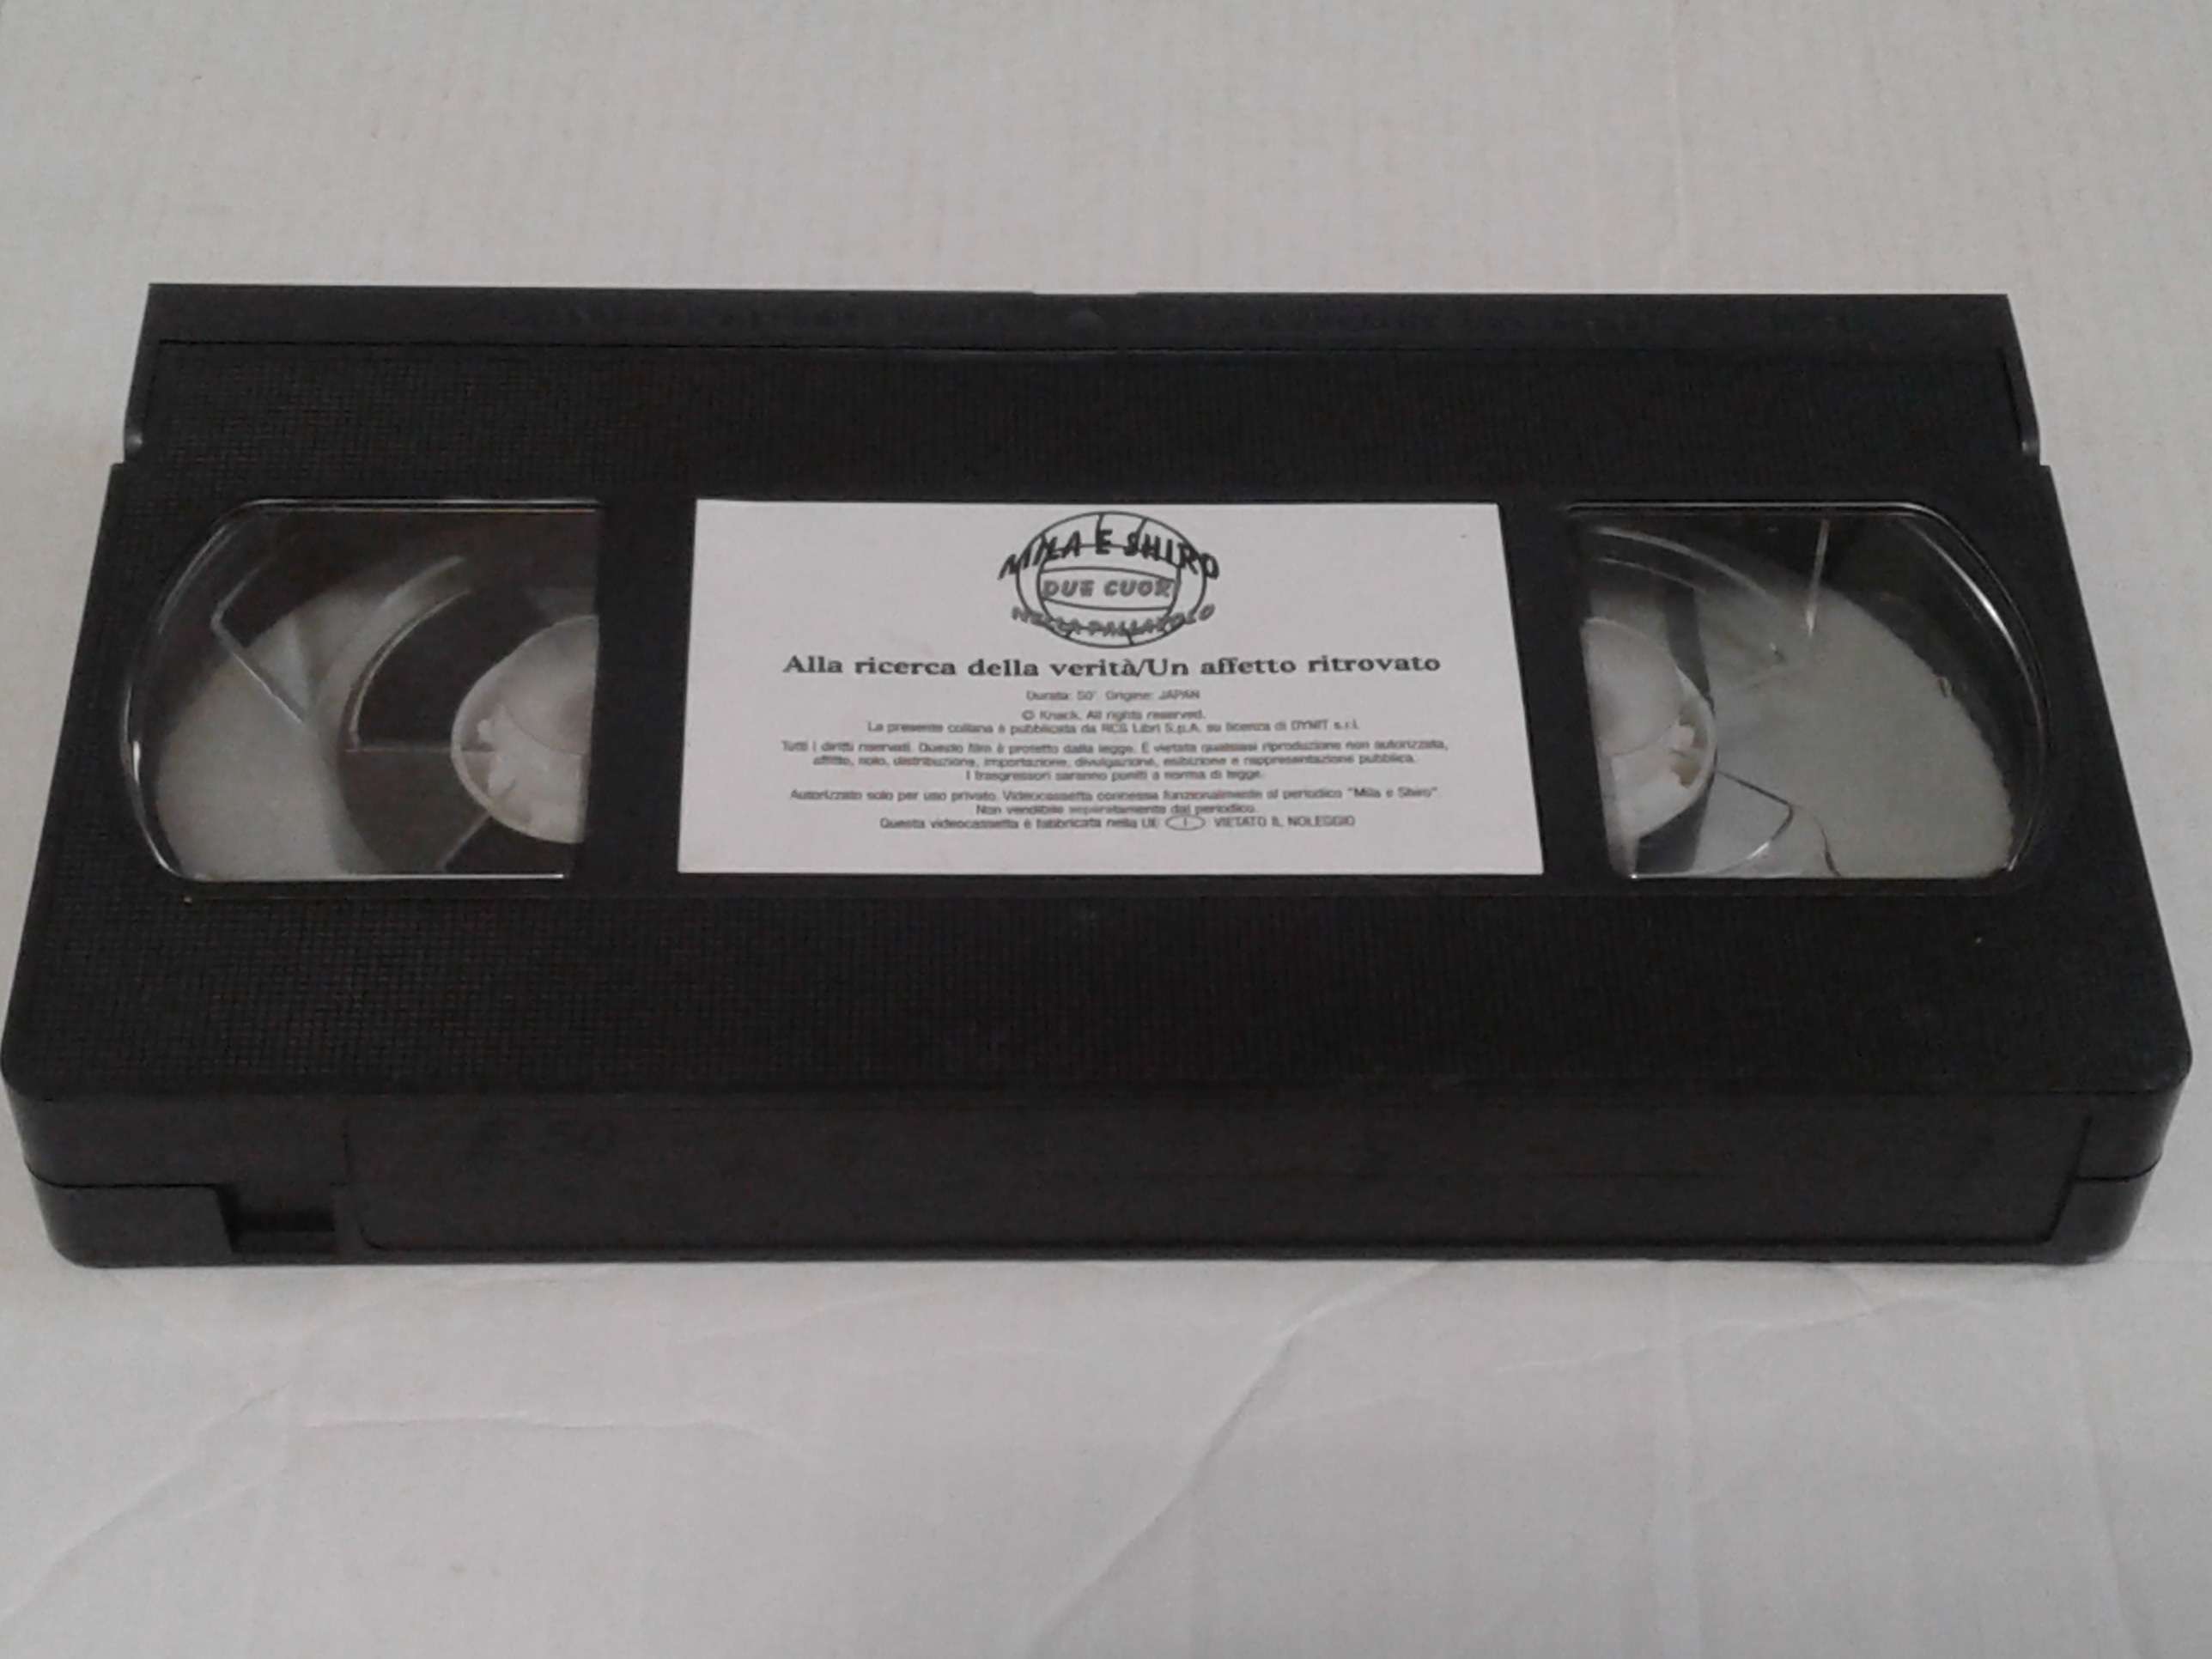 MILA E SHIRO
DUE CUORI
NELLA PALLAVOLO
Alla ricerca della verità/Un affetto ritrovato
Durata: 50' Origine: JAPAN
© Knack. All rights reserved.
La presente collana è pubblicata da RCS Libri S.p.A. su licenza di DYNIT s.r.l.
Tutti i diritti riservati. Questo film è protetto dalla legge. È vietata qualsiasi riproduzione non autorizzata,
affitto, nolo, distribuzione, importazione, divulgazione, esibizione e rappresentazione pubblica.
I trasgressori saranno puniti a norma di legge.
Autorizzato solo per uso privato. Videocassetta connessa funzionalmente al periodico "Mila e Shiro"
Non vendibile separatamente dal periodico.
Questa videocassetta è fabbricata nella UE I VIETATO IL NOLEGGIO